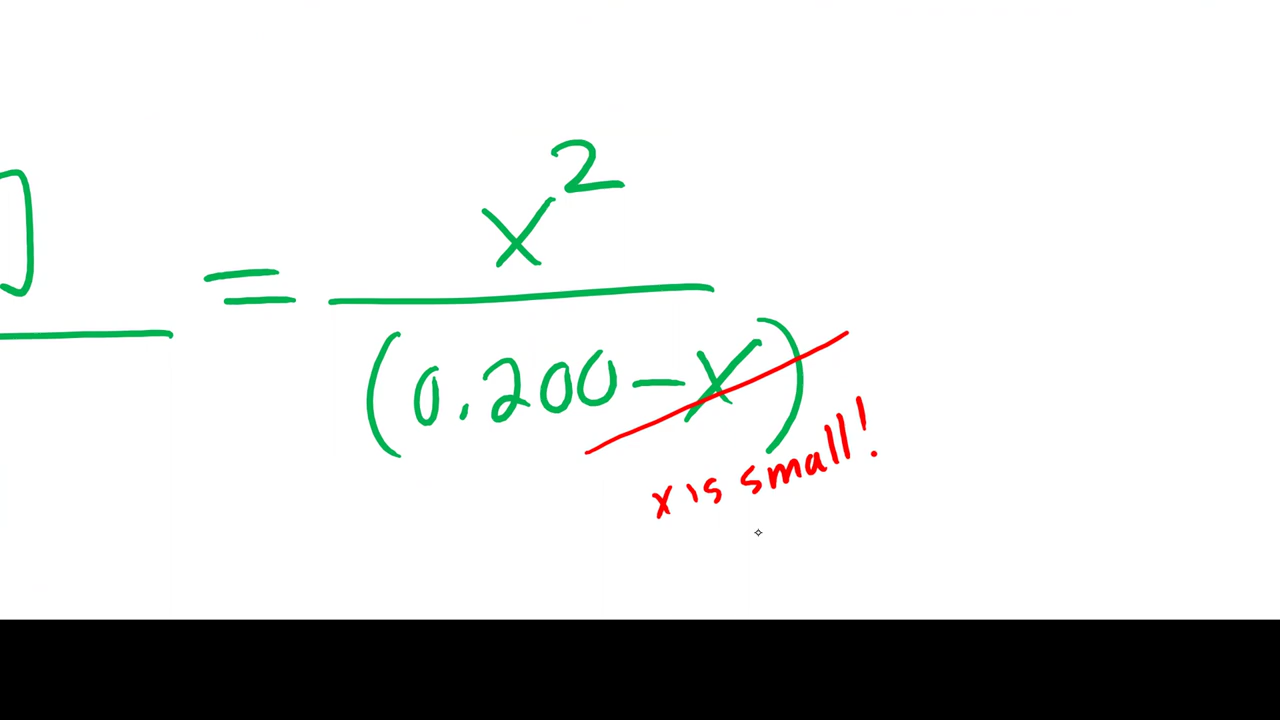 ] = x²
(0.200 - x)
x is small!